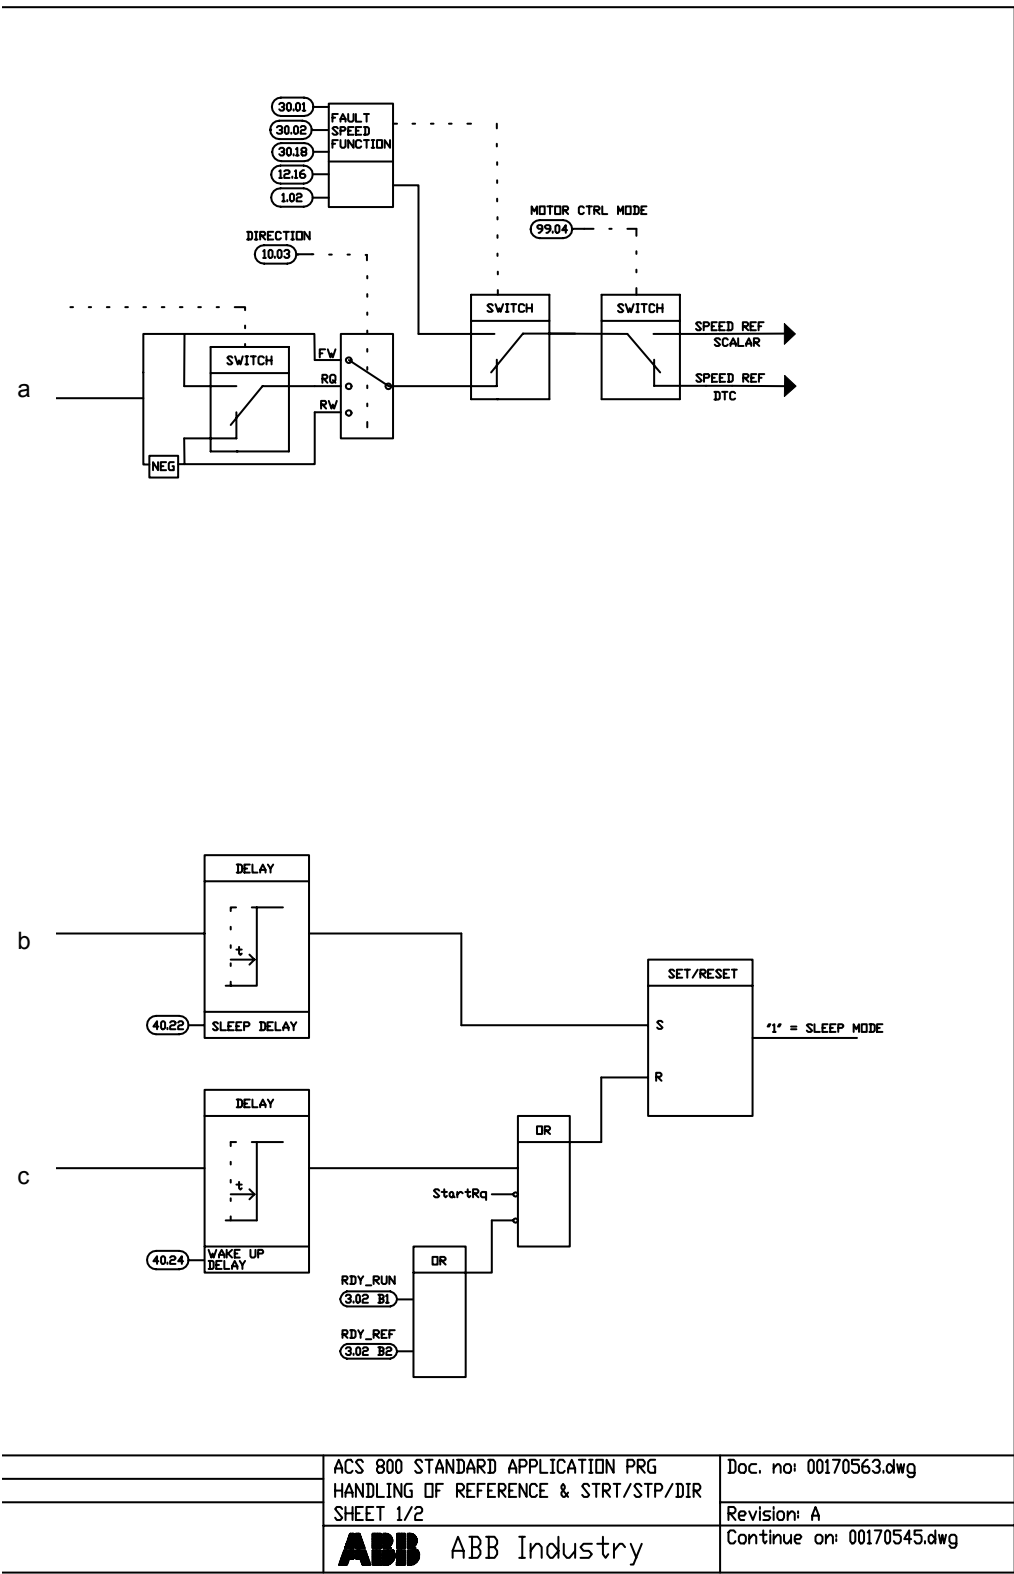 30.01
30.02
30.18
12.16
1.02
FAULT
SPEED
FUNCTION
MOTOR CTRL MODE
99.04
DIRECTION
10.03
SWITCH
SWITCH
SPEED REF
SCALAR
SPEED REF
DTC
a
SWITCH
FW
RQ
RW
NEG
DELAY
b
t
40.22
SLEEP DELAY
SET/RESET
S
R
"1" = SLEEP MODE
DELAY
c
t
40.24
WAKE UP
DELAY
OR
StartRq
OR
RDY_RUN
3.02 B1
RDY_REF
3.02 B2
ACS 800 STANDARD APPLICATION PRG
HANDLING OF REFERENCE & STRT/STP/DIR
SHEET 1/2
Doc. no: 00170563.dwg
Revision: A
ABB ABB Industry
Continue on: 00170545.dwg